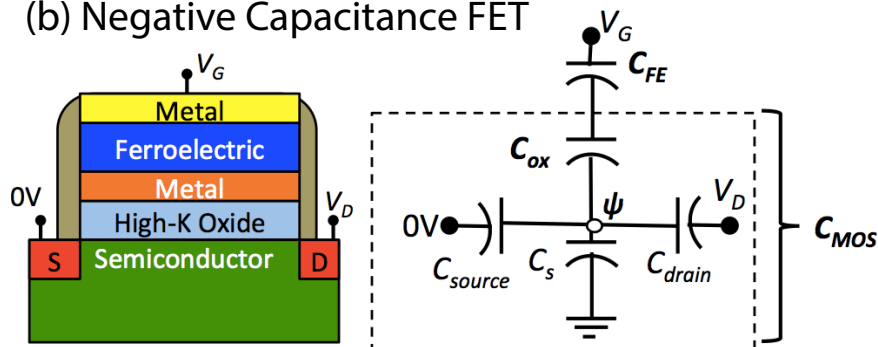 (b) Negative Capacitance FET
V_G
Metal
Ferroelectric
Metal
High-K Oxide
0V
V_D
S
Semiconductor
D
V_G
C_FE
C_ox
ψ
V_D
0V
C_source
C_s
C_drain
C_MOS